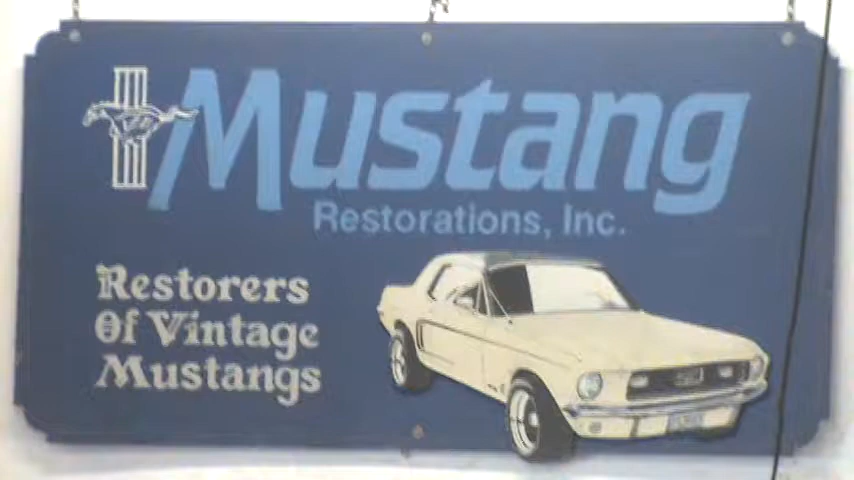 Mustang
Restorations, Inc.
Restorers
Of Vintage
Mustangs